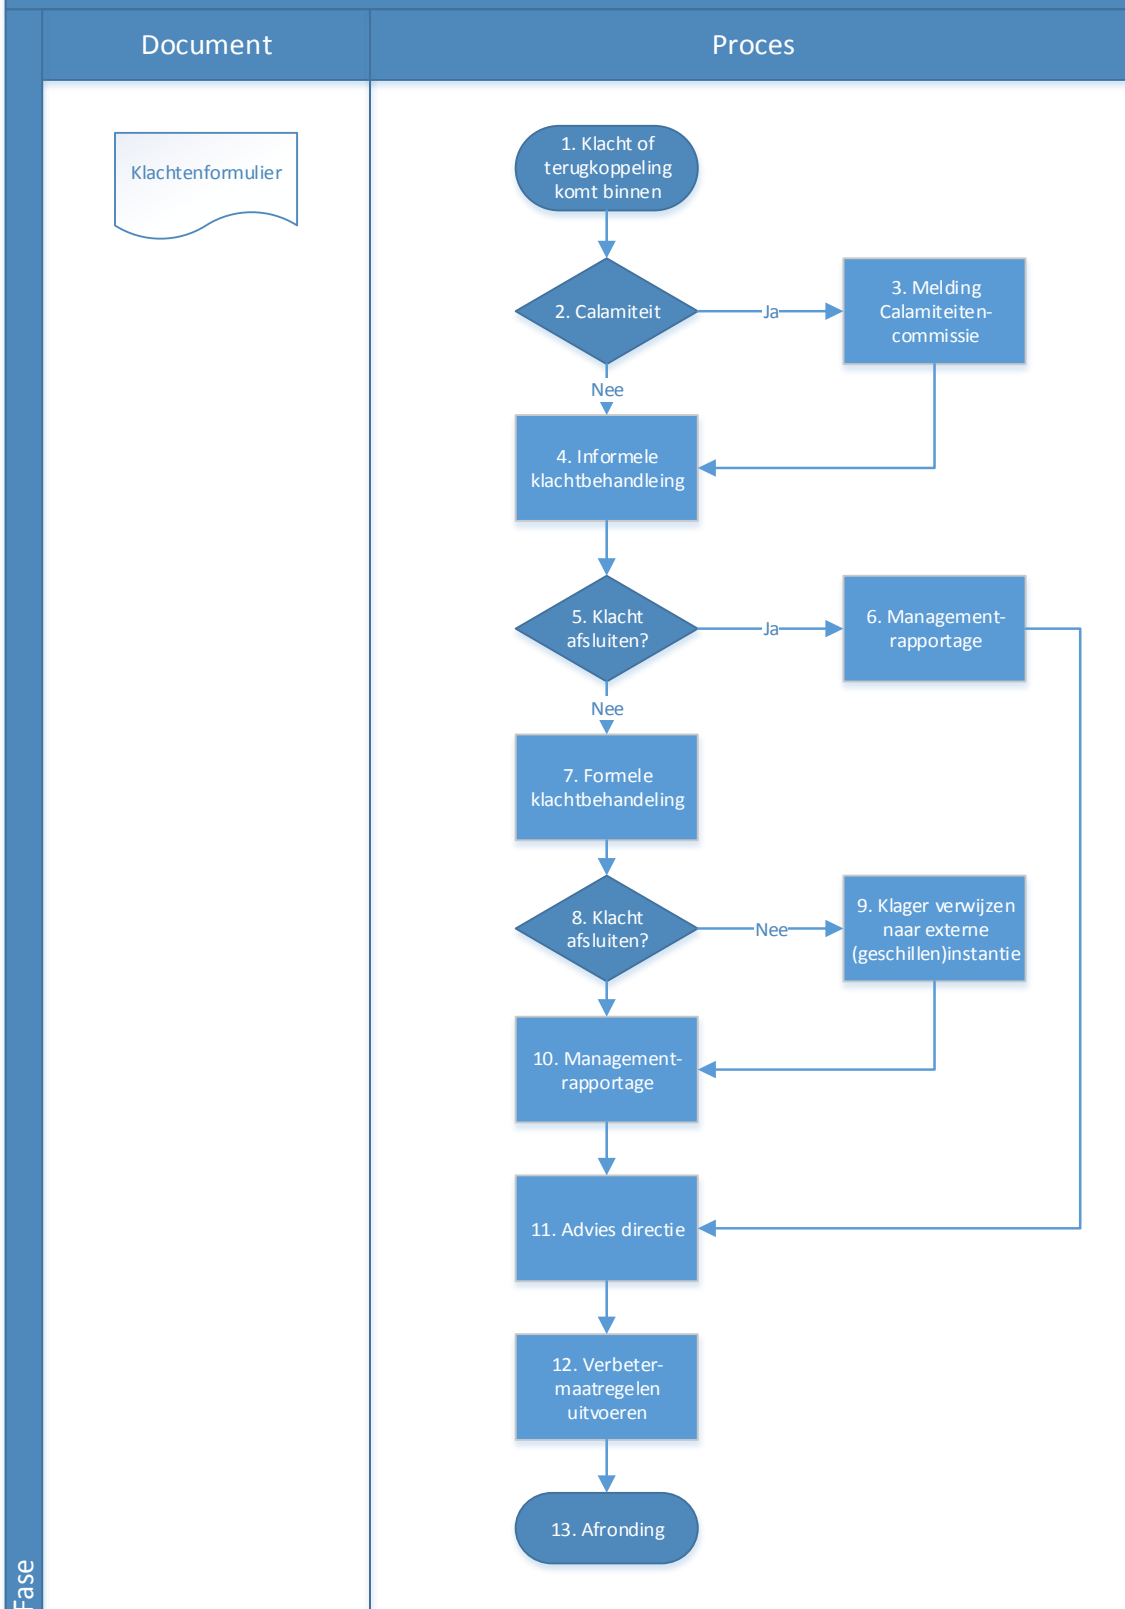 Document
Proces
Klachtenformulier
1. Klacht of
terugkoppeling
komt binnen
2. Calamiteit
Ja
3. Melding
Calamiteiten-
commissie
Nee
4. Informele
klachtbehandleing
5. Klacht
afsluiten?
Ja
6. Management-
rapportage
Nee
7. Formele
klachtbehandeling
8. Klacht
afsluiten?
Nee
9. Klager verwijzen
naar externe
(geschillen)instantie
10. Management-
rapportage
11. Advies directie
12. Verbeter-
maatregelen
uitvoeren
13. Afronding
Fase